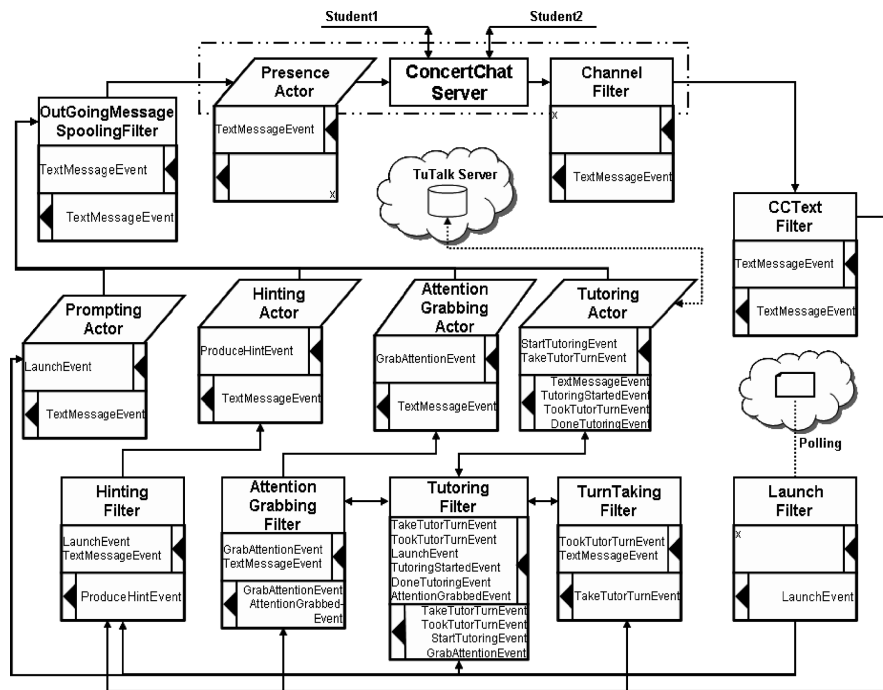 Student1
Student2
Presence
Actor
ConcertChat
Server
Channel
Filter
OutGoingMessage
SpoolingFilter
TextMessageEvent
x
TextMessageEvent
x
TextMessageEvent
TextMessageEvent
TextMessageEvent
TuTalk Server
CCText
Filter
TextMessageEvent
TextMessageEvent
Prompting
Actor
Hinting
Actor
Attention
Grabbing
Actor
Tutoring
Actor
LaunchEvent
TextMessageEvent
ProduceHintEvent
TextMessageEvent
GrabAttentionEvent
TextMessageEvent
StartTutoringEvent
TakeTutorTurnEvent
TextMessageEvent
TutoringStartedEvent
TookTutorTurnEvent
DoneTutoringEvent
Polling
Hinting
Filter
LaunchEvent
TextMessageEvent
ProduceHintEvent
Attention
Grabbing
Filter
GrabAttentionEvent
TextMessageEvent
GrabAttentionEvent
AttentionGrabbed-
Event
Tutoring
Filter
TakeTutorTurnEvent
TookTutorTurnEvent
LaunchEvent
TutoringStartedEvent
DoneTutoringEvent
AttentionGrabbedEvent
TakeTutorTurnEvent
TookTutorTurnEvent
StartTutoringEvent
GrabAttentionEvent
TurnTaking
Filter
TookTutorTurnEvent
TextMessageEvent
TakeTutorTurnEvent
Launch
Filter
x
LaunchEvent